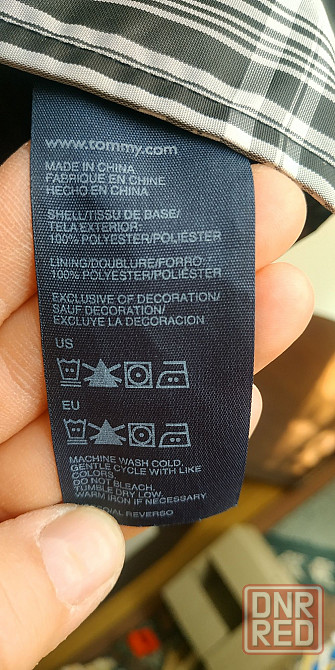 www.tommy.com
MADE IN CHINA
FABRIQUE EN CHINE
HECHO EN CHINA
SHELL/TISSU DE BASE/
TELA EXTERIOR:
100% POLYESTER/POLIÉSTER
LINING/DOUBLURE/FORRO:
100% POLYESTER/POLIÉSTER
EXCLUSIVE OF DECORATION/
SAUF DECORATION/
EXCLUYE LA DECORACION
US
EU
MACHINE WASH COLD
GENTLE CYCLE WITH LIKE
COLORS.
DO NOT BLEACH.
TUMBLE DRY LOW.
WARM IRON IF NECESSARY
REVERSO
DNR
RED